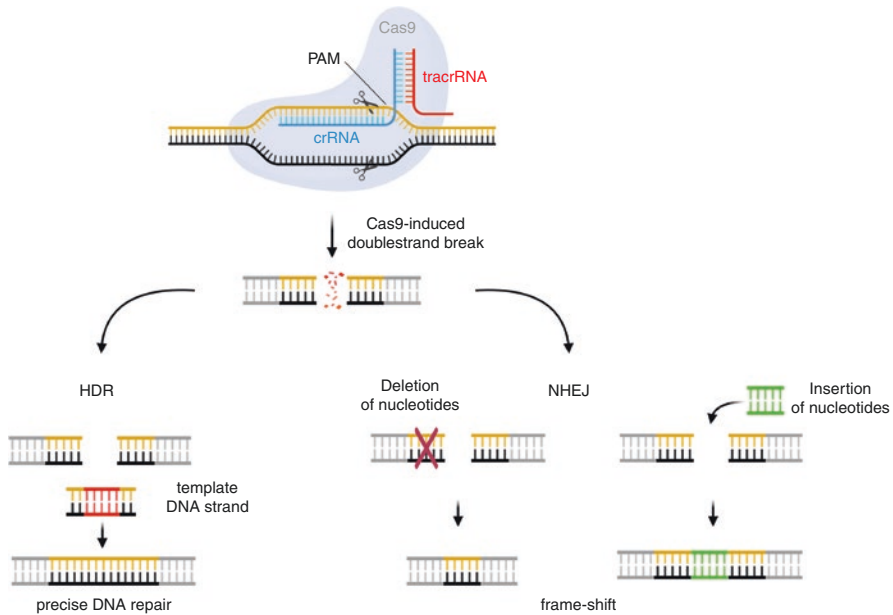 Cas9
PAM
tracrRNA
crRNA
Cas9-induced
doublestrand break
HDR
Deletion
of nucleotides
NHEJ
Insertion
of nucleotides
template
DNA strand
precise DNA repair
frame-shift